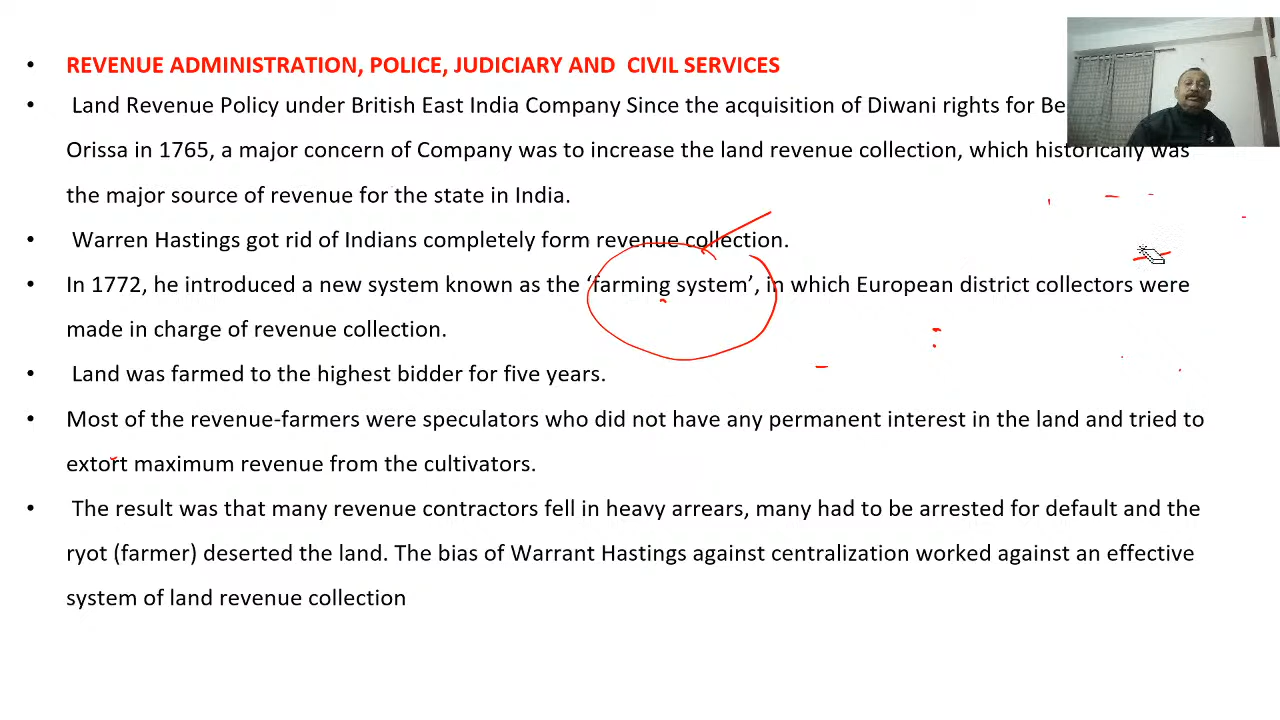 • REVENUE ADMINISTRATION, POLICE, JUDICIARY AND CIVIL SERVICES
• Land Revenue Policy under British East India Company Since the acquisition of Diwani rights for
Orissa in 1765, a major concern of Company was to increase the land revenue collection, which historically was
the major source of revenue for the state in India.
• Warren Hastings got rid of Indians completely form revenue collection.
• In 1772, he introduced a new system known as the ‘farming system’, in which European district collectors were
made in charge of revenue collection.
• Land was farmed to the highest bidder for five years.
• Most of the revenue-farmers were speculators who did not have any permanent interest in the land and tried to
extort maximum revenue from the cultivators.
• The result was that many revenue contractors fell in heavy arrears, many had to be arrested for default and the
ryot (farmer) deserted the land. The bias of Warrant Hastings against centralization worked against an effective
system of land revenue collection